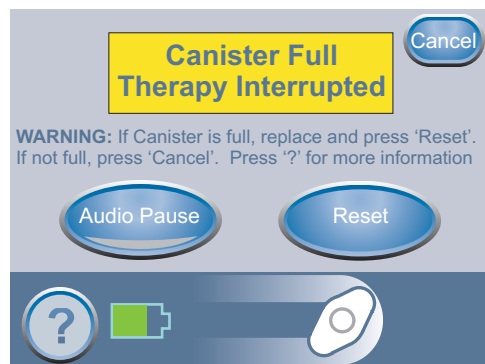 Cancel
Canister Full
Therapy Interrupted
WARNING: If Canister is full, replace and press ‘Reset’.
If not full, press ‘Cancel’.  Press ‘?’ for more information
Audio Pause
Reset
?